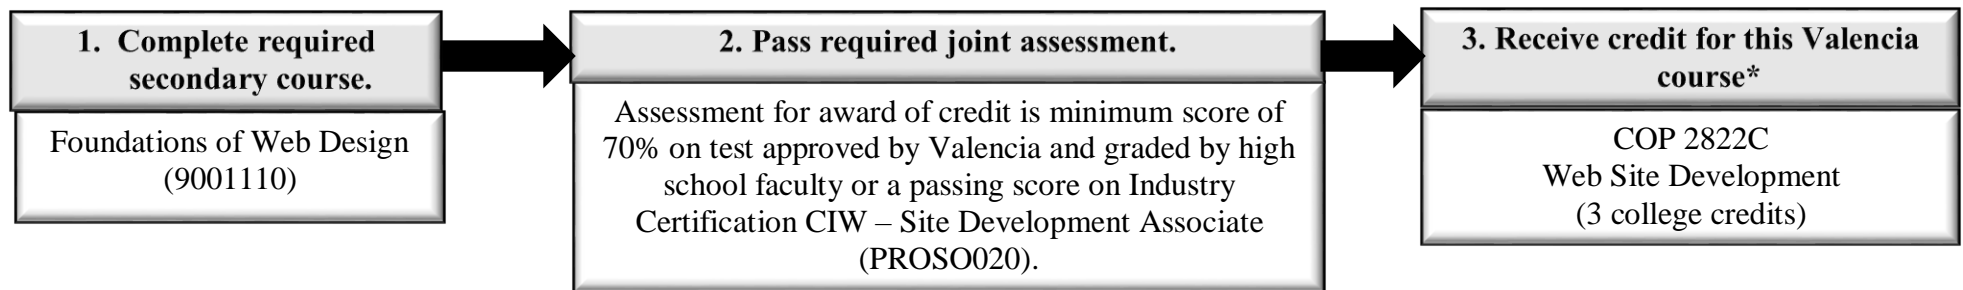 1. Complete required
secondary course.
Foundations of Web Design
(9001110)
2. Pass required joint assessment.
Assessment for award of credit is minimum score of
70% on test approved by Valencia and graded by high
school faculty or a passing score on Industry
Certification CIW – Site Development Associate
(PROSO020).
3. Receive credit for this Valencia
course*
COP 2822C
Web Site Development
(3 college credits)